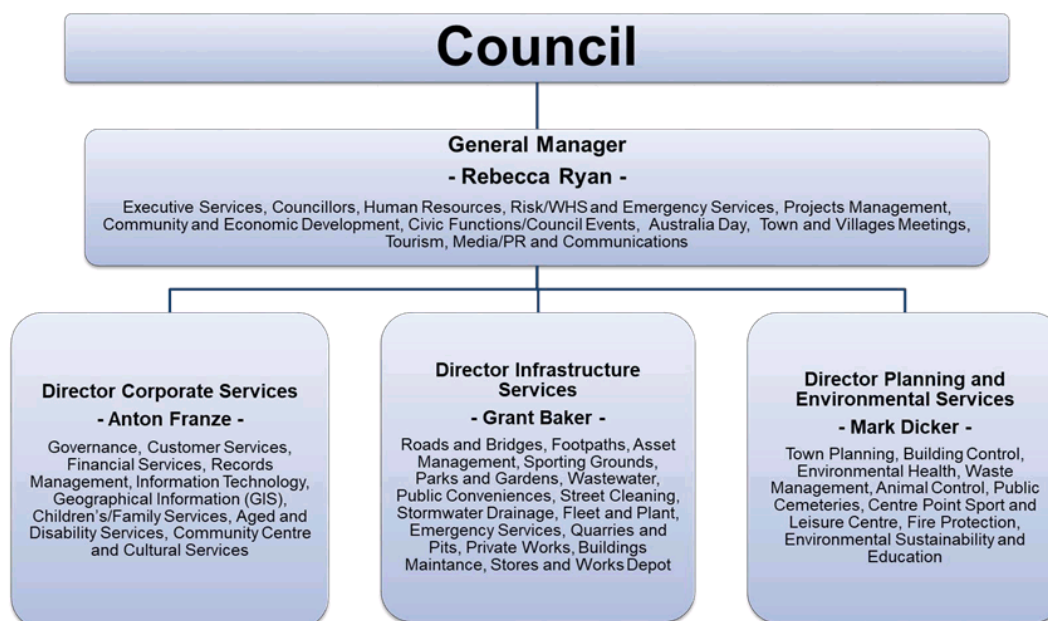 Council
General Manager
- Rebecca Ryan -
Executive Services, Councillors, Human Resources, Risk/WHS and Emergency Services, Projects Management,
Community and Economic Development, Civic Functions/Council Events, Australia Day, Town and Villages Meetings,
Tourism, Media/PR and Communications
Director Corporate Services
- Anton Franze -
Governance, Customer Services,
Financial Services, Records
Management, Information Technology,
Geographical Information (GIS),
Children's/Family Services, Aged and
Disability Services, Community Centre
and Cultural Services
Director Infrastructure
Services
- Grant Baker -
Roads and Bridges, Footpaths, Asset
Management, Sporting Grounds,
Parks and Gardens, Wastewater,
Public Conveniences, Street Cleaning,
Stormwater Drainage, Fleet and Plant,
Emergency Services, Quarries and
Pits, Private Works, Buildings
Maintance, Stores and Works Depot
Director Planning and
Environmental Services
- Mark Dicker -
Town Planning, Building Control,
Environmental Health, Waste
Management, Animal Control, Public
Cemeteries, Centre Point Sport and
Leisure Centre, Fire Protection,
Environmental Sustainability and
Education